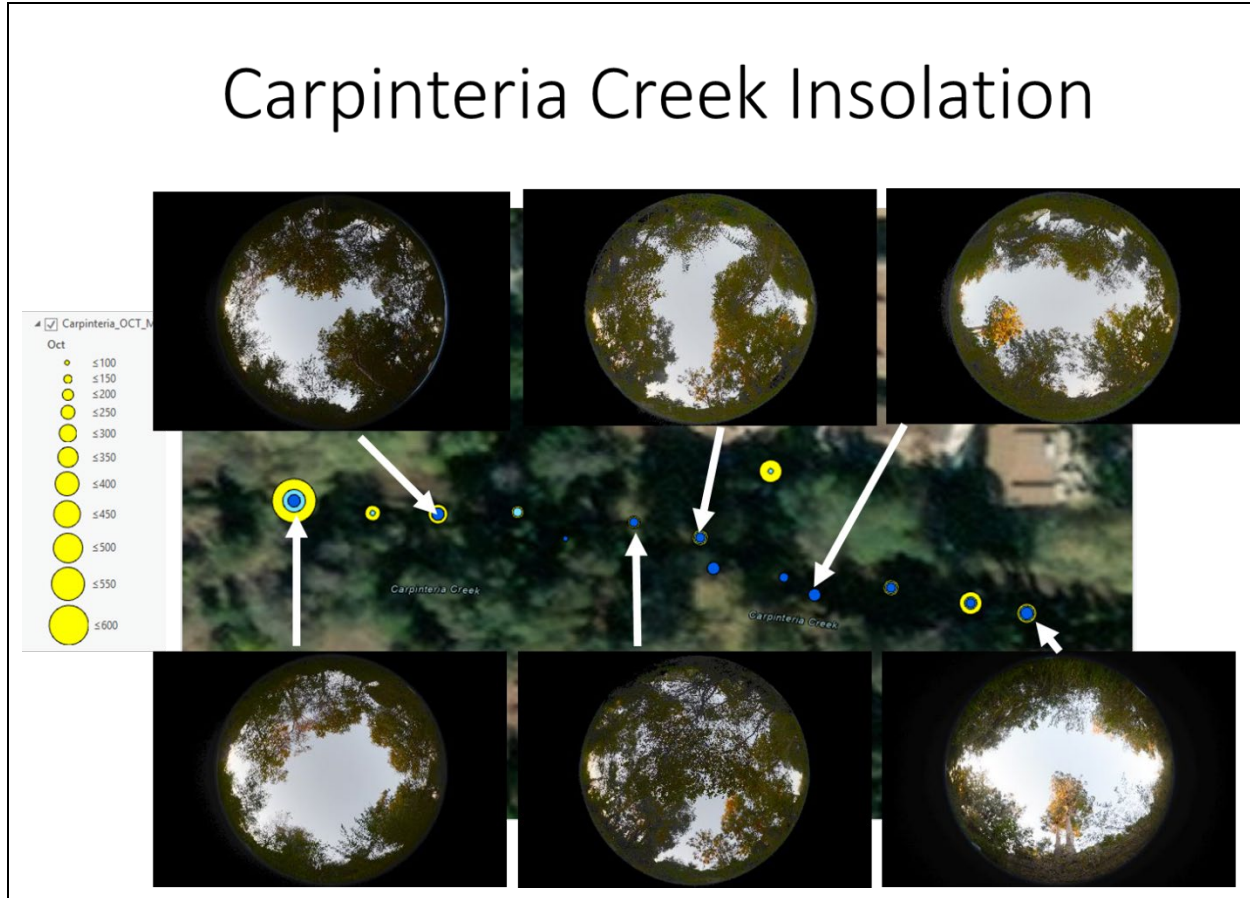 Carpinteria Creek Insolation
Carpinteria_OCT_M
Oct
≤100
≤150
≤200
≤250
≤300
≤350
≤400
≤450
≤500
≤550
≤600
Carpinteria Creek
Carpinteria Creek